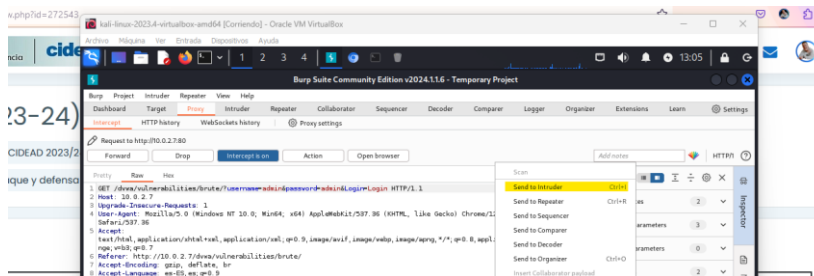 w.php?id=272543
kali-linux-2023.4-virtualbox-amd64 [Corriendo] - Oracle VM VirtualBox
Archivo Máquina Ver Entrada Dispositivos Ayuda
ncia
cide
1 2 3 4
13:05
Burp Suite Community Edition v2024.1.1.6 - Temporary Project
Burp Project Intruder Repeater View Help
Dashboard Target Proxy Intruder Repeater Collaborator Sequencer Decoder Comparer Logger Organizer Extensions Learn Settings
23-24)
Intercept HTTP history WebSockets history Proxy settings
Request to http://10.0.2.7:80
CIDEAD 2023/2
Forward Drop Intercept is on Action Open browser Add notes HTTP/1
Pretty Raw Hex
Scan
que y defensa
1 GET /dvwa/vulnerabilities/brute/?username=admin&password=admin&Login=Login HTTP/1.1
Send to Intruder Ctrl+I
2 Host: 10.0.2.7
3 Upgrade-Insecure-Requests: 1
Send to Repeater Ctrl+R
es 2
4 User-Agent: Mozilla/5.0 (Windows NT 10.0; Win64; x64) AppleWebKit/537.36 (KHTML, like Gecko) Chrome/12
Safari/537.36
Send to Sequencer
5 Accept:
Send to Comparer
arameters 3
text/html,application/xhtml+xml,application/xml;q=0.9,image/avif,image/webp,image/apng,*/*;q=0.8,appl
nge;v=b3;q=0.7
Send to Decoder
arameters 0
6 Referer: http://10.0.2.7/dvwa/vulnerabilities/brute/
Send to Organizer Ctrl+O
7 Accept-Encoding: gzip, deflate, br
8 Accept-Language: es-ES,es;q=0.9
Insert Collaborator payload
2
Inspector